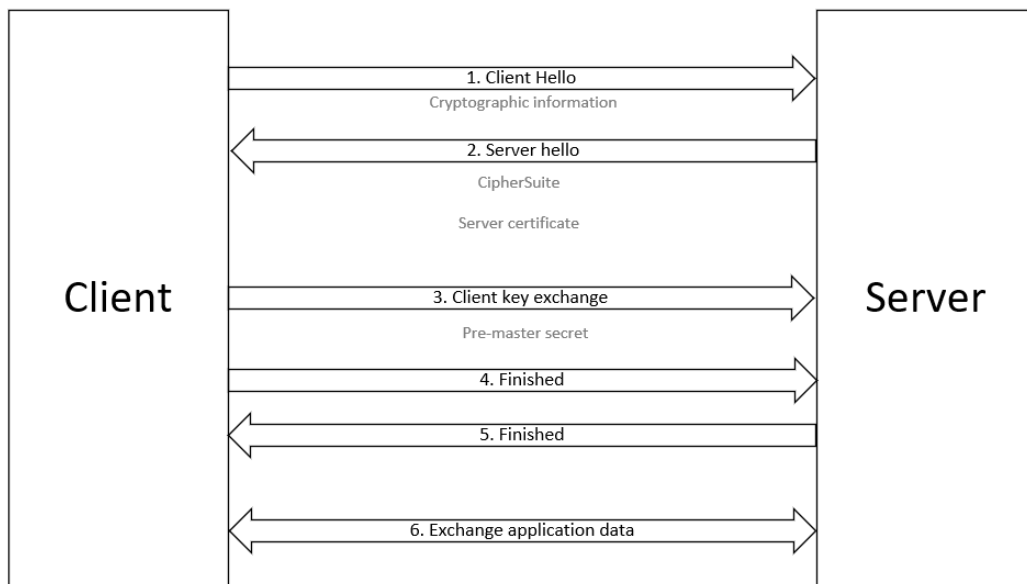 1. Client Hello
Cryptographic information
2. Server hello
CipherSuite
Server certificate
Client
3. Client key exchange
Server
Pre-master secret
4. Finished
5. Finished
6. Exchange application data